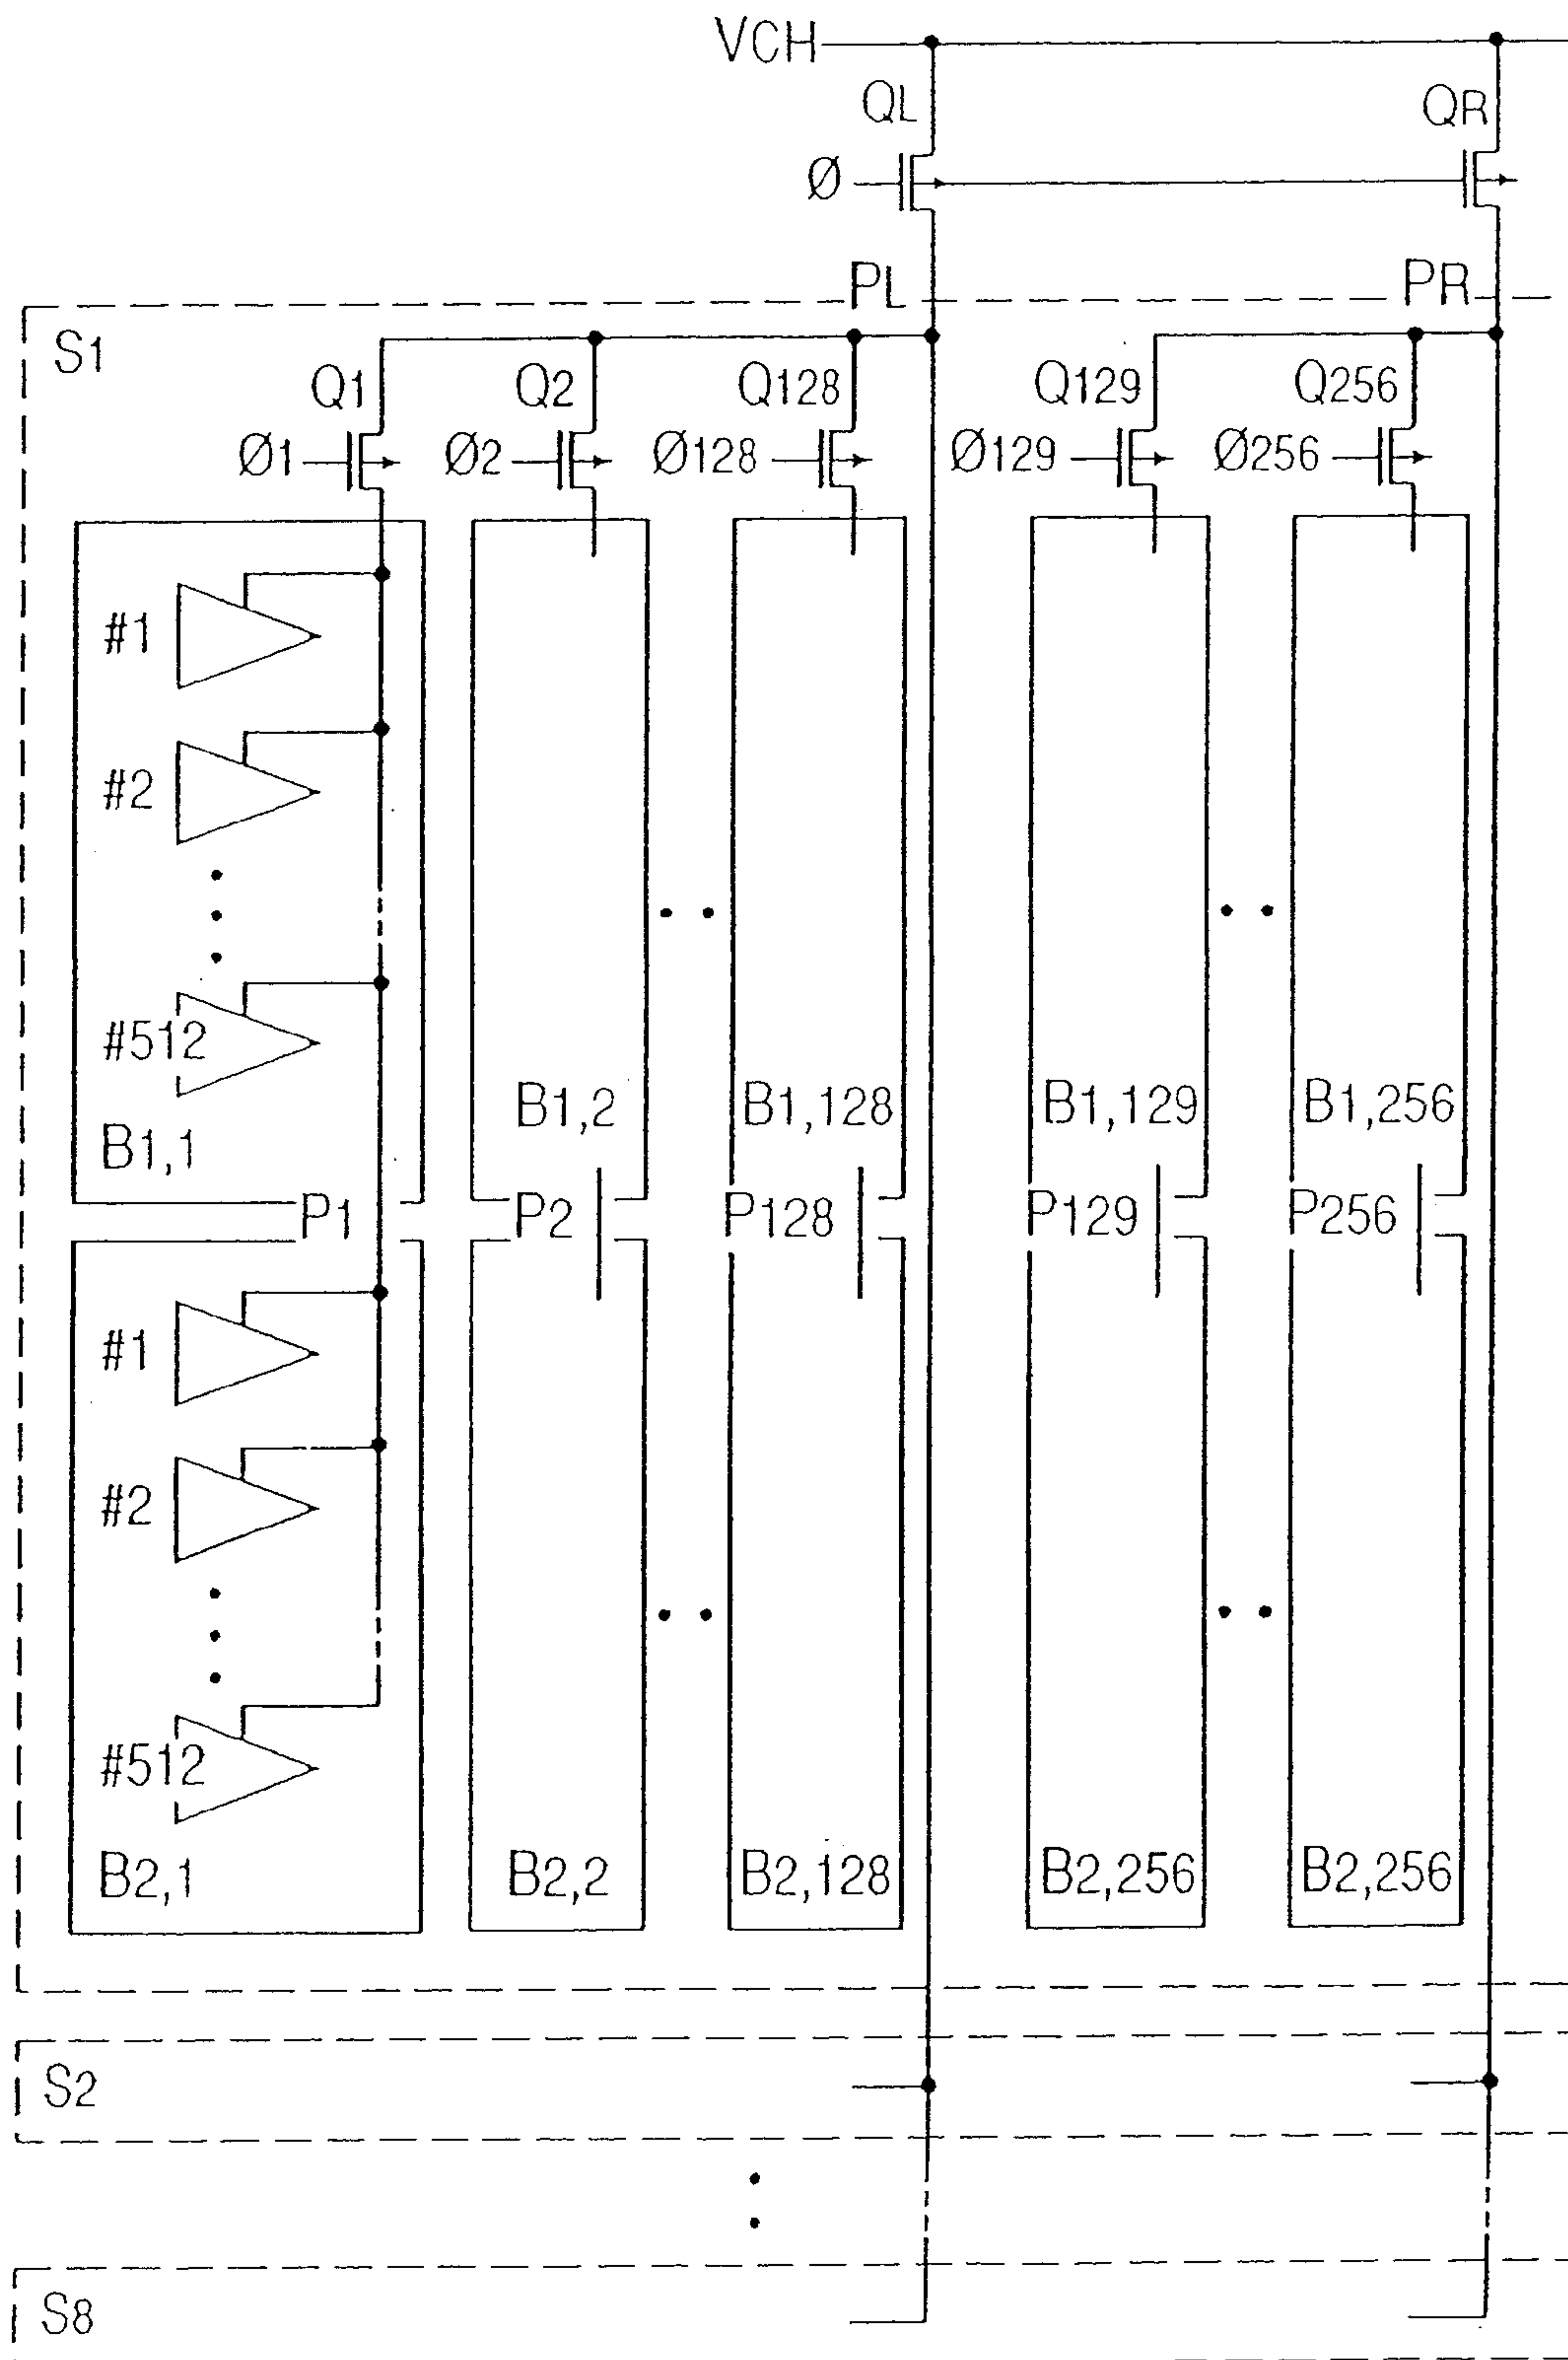 VCH
QL QR
Ø
PL PR
S1
Q1 Q2 Q128 Q129 Q256
Ø1 Ø2 Ø128 Ø129 Ø256
#1
#2
#512
B1,1 B1,2 B1,128 B1,129 B1,256
P1 P2 P128 P129 P256
#1
#2
#512
B2,1 B2,2 B2,128 B2,256 B2,256
S2
S8